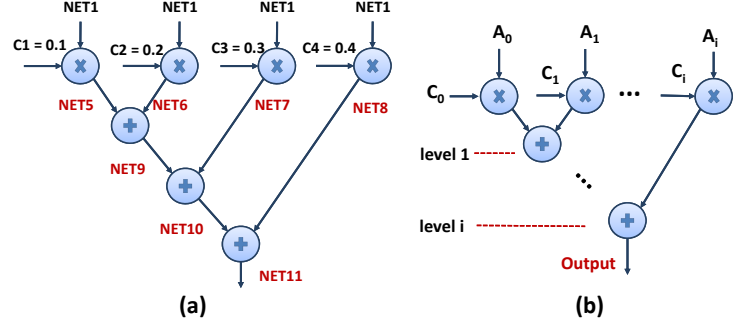 NET1 NET1 NET1 NET1
C1 = 0.1 C2 = 0.2 C3 = 0.3 C4 = 0.4
× × × ×
NET5 NET6 NET7 NET8
+
NET9
+
NET10
+
NET11
(a)
A0 A1 Ai
C0 C1 ... Ci
× × ×
+
level 1
...
+
level i
Output
(b)